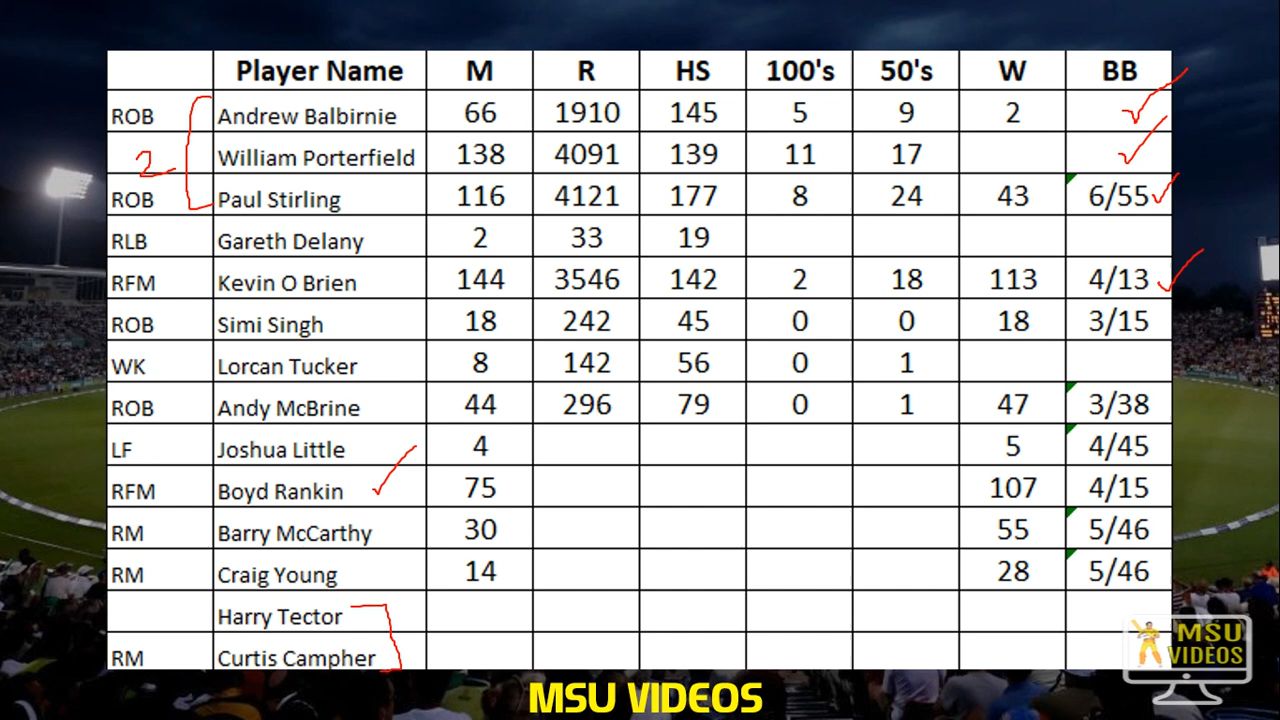 Player Name M R HS 100's 50's W BB
ROB Andrew Balbirnie 66 1910 145 5 9 2
2 William Porterfield 138 4091 139 11 17
ROB Paul Stirling 116 4121 177 8 24 43 6/55
RLB Gareth Delany 2 33 19
RFM Kevin O Brien 144 3546 142 2 18 113 4/13
ROB Simi Singh 18 242 45 0 0 18 3/15
WK Lorcan Tucker 8 142 56 0 1
ROB Andy McBrine 44 296 79 0 1 47 3/38
LF Joshua Little 4 5 4/45
RFM Boyd Rankin 75 107 4/15
RM Barry McCarthy 30 55 5/46
RM Craig Young 14 28 5/46
Harry Tector
RM Curtis Campher
MSU
VIDEOS
MSU VIDEOS